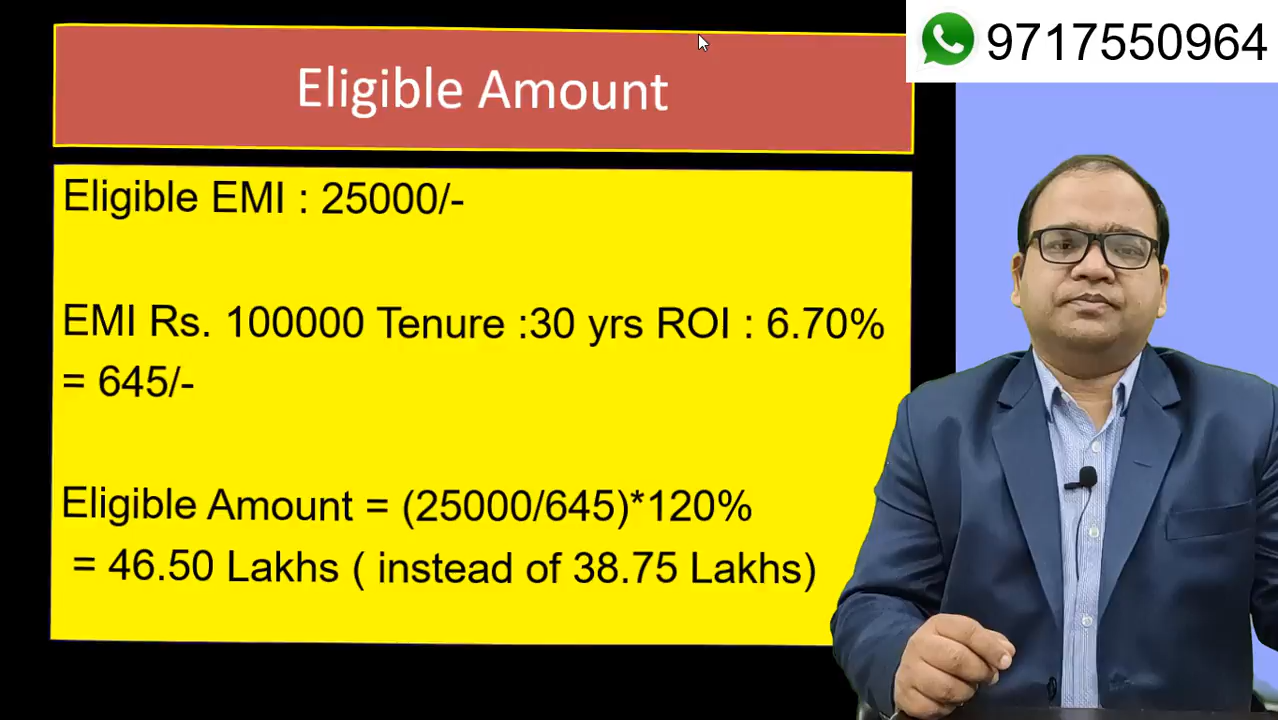 9717550964
Eligible Amount
Eligible EMI : 25000/-
EMI Rs. 100000 Tenure :30 yrs ROI : 6.70%
= 645/-
Eligible Amount = (25000/645)*120%
= 46.50 Lakhs ( instead of 38.75 Lakhs)